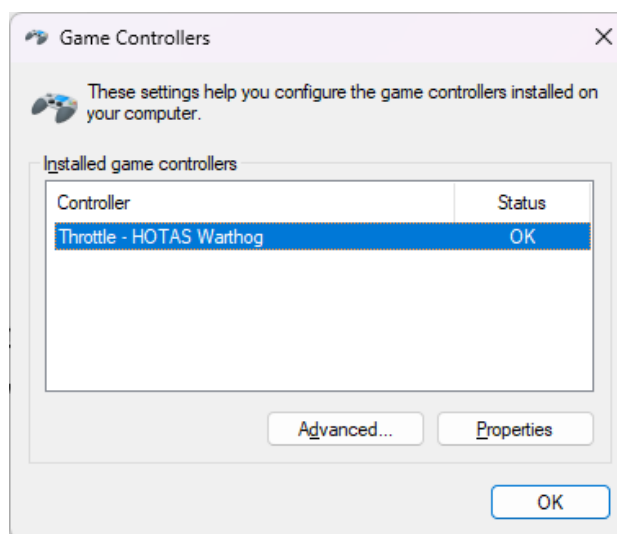 Game Controllers
These settings help you configure the game controllers installed on
your computer.
Installed game controllers
Controller Status
Throttle - HOTAS Warthog OK
Advanced... Properties
OK